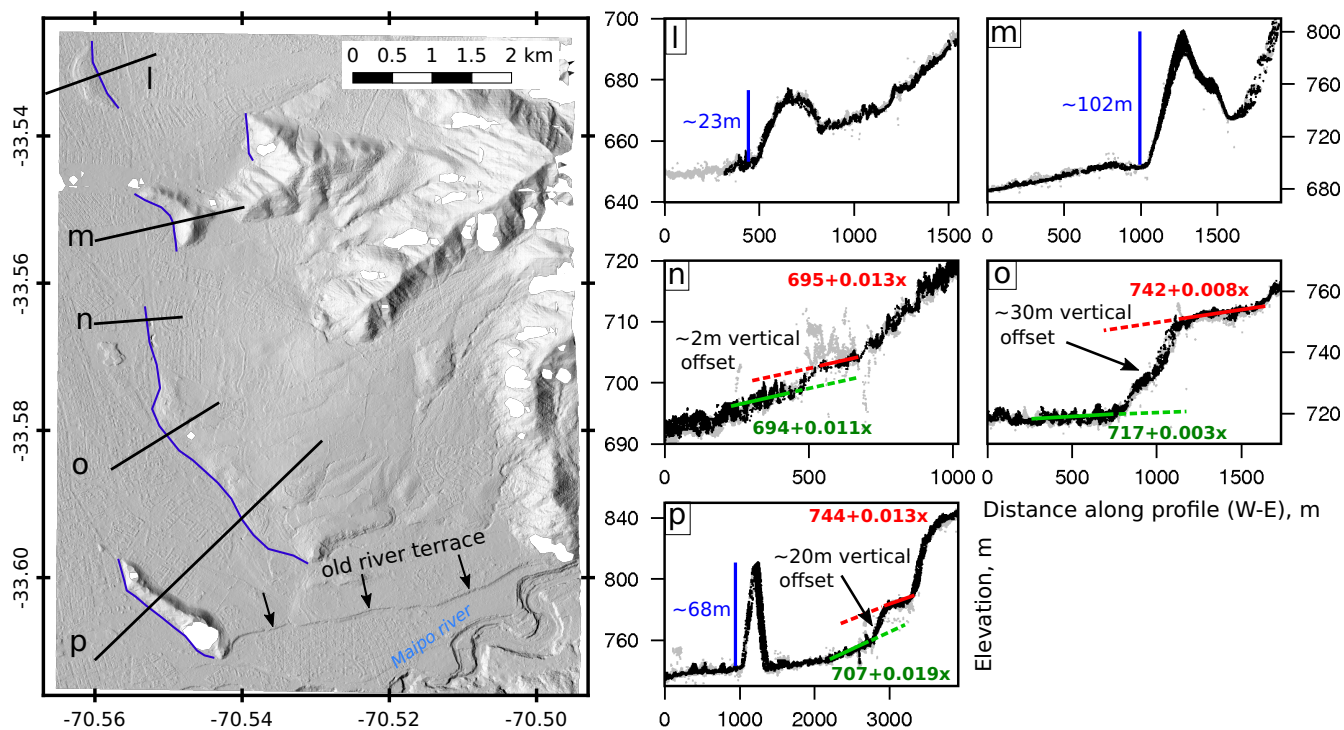 0 0.5 1 1.5 2 km
l
m
n
o
p
old river terrace
Maipo river
-33.54
-33.56
-33.58
-33.60
-70.56
-70.54
-70.52
-70.50
l
~23m
700
680
660
640
0
500
1000
1500
m
~102m
800
760
720
680
0
500
1000
1500
n
695+0.013x
~2m vertical
offset
694+0.011x
720
710
700
690
0
500
1000
o
742+0.008x
~30m vertical
offset
717+0.003x
760
740
720
0
500
1000
1500
Distance along profile (W-E), m
p
744+0.013x
~20m vertical
offset
~68m
707+0.019x
840
800
760
0
1000
2000
3000
Elevation, m